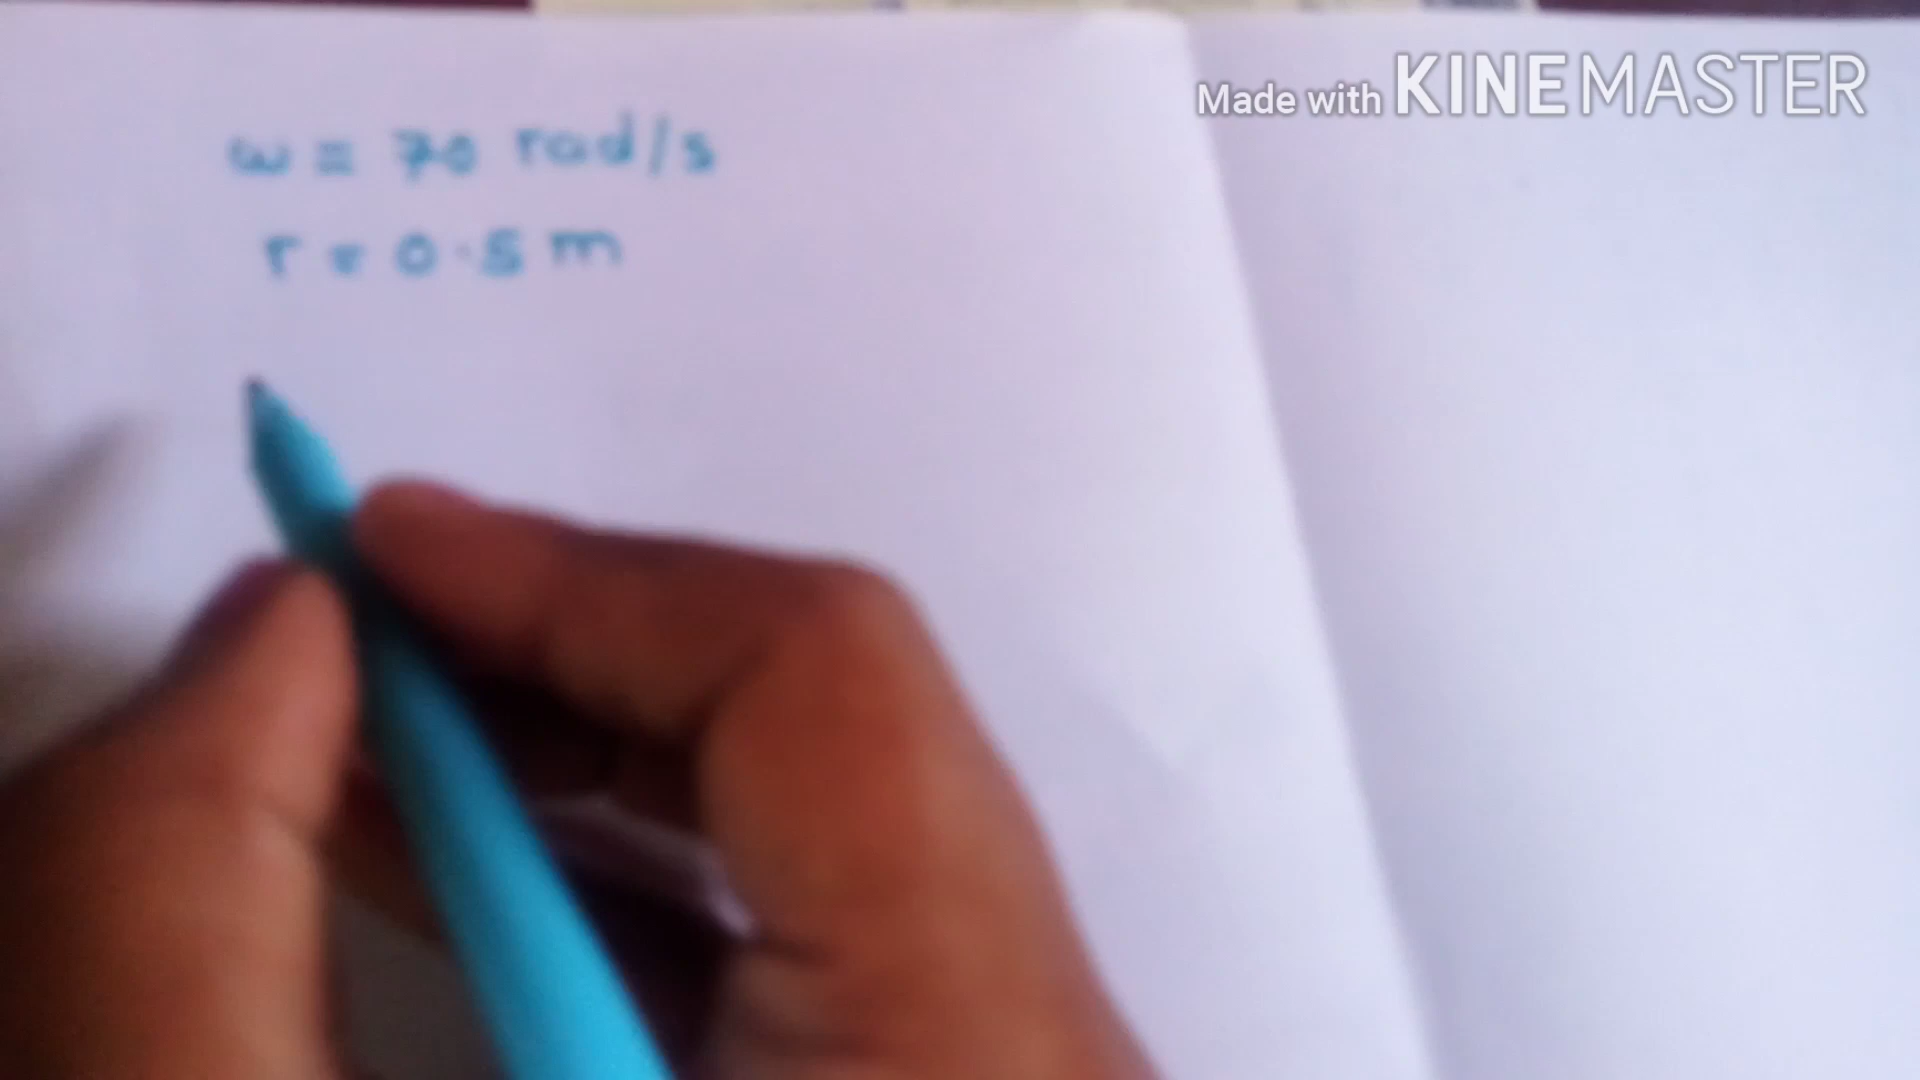 Made with KINEMASTER
ω = 70 rad/s
r = 0.5 m